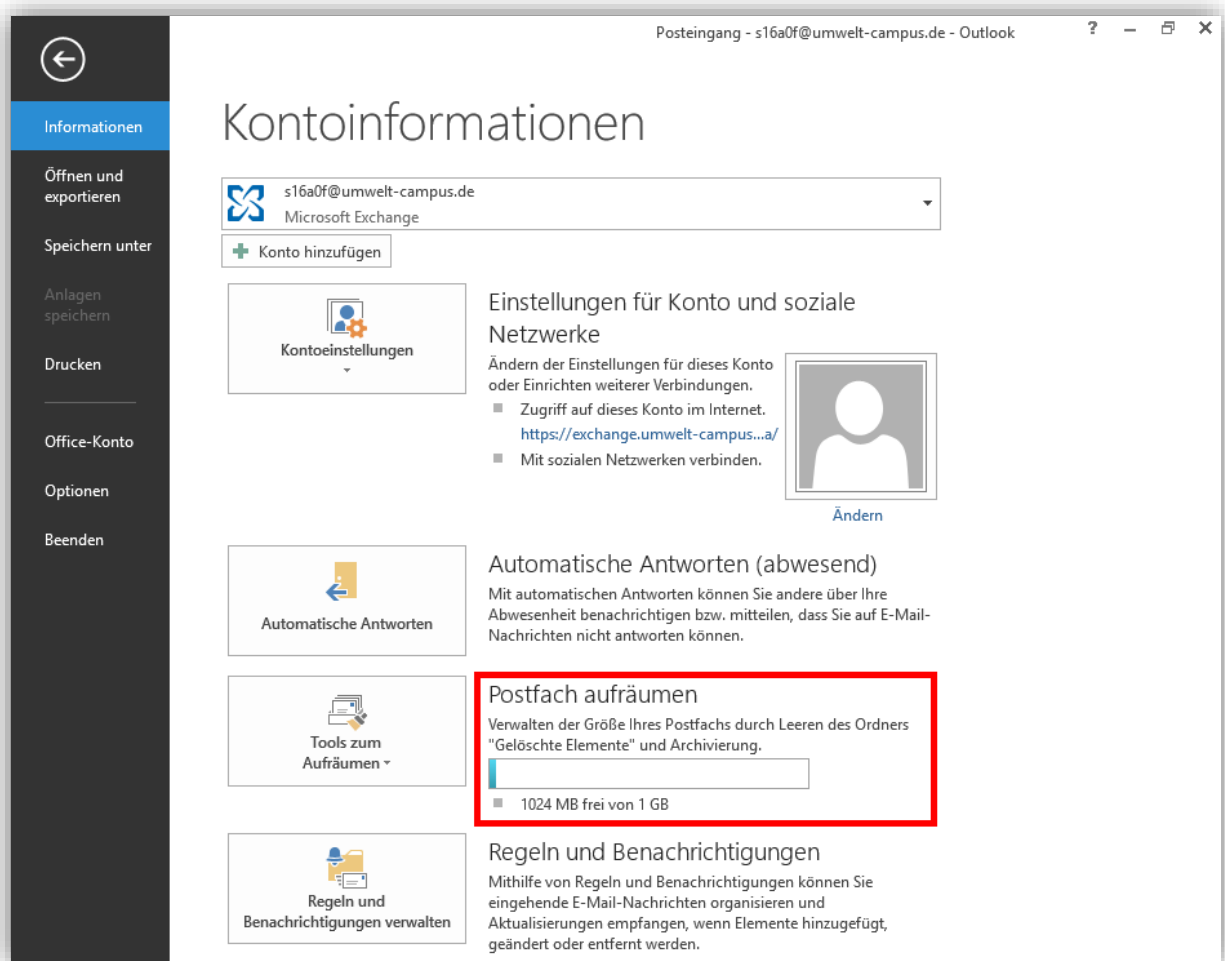 Posteingang - s16a0f@umwelt-campus.de - Outlook
?
Informationen
Öffnen und
exportieren
Speichern unter
Anlagen
speichern
Drucken
Office-Konto
Optionen
Beenden
Kontoinformationen
s16a0f@umwelt-campus.de
Microsoft Exchange
Konto hinzufügen
Kontoeinstellungen
Einstellungen für Konto und soziale
Netzwerke
Ändern der Einstellungen für dieses Konto
oder Einrichten weiterer Verbindungen.
Zugriff auf dieses Konto im Internet.
https://exchange.umwelt-campus...a/
Mit sozialen Netzwerken verbinden.
Ändern
Automatische Antworten
Automatische Antworten (abwesend)
Mit automatischen Antworten können Sie andere über Ihre
Abwesenheit benachrichtigen bzw. mitteilen, dass Sie auf E-Mail-
Nachrichten nicht antworten können.
Tools zum
Aufräumen
Postfach aufräumen
Verwalten der Größe Ihres Postfachs durch Leeren des Ordners
"Gelöschte Elemente" und Archivierung.
1024 MB frei von 1 GB
Regeln und
Benachrichtigungen verwalten
Regeln und Benachrichtigungen
Mithilfe von Regeln und Benachrichtigungen können Sie
eingehende E-Mail-Nachrichten organisieren und
Aktualisierungen empfangen, wenn Elemente hinzugefügt,
geändert oder entfernt werden.